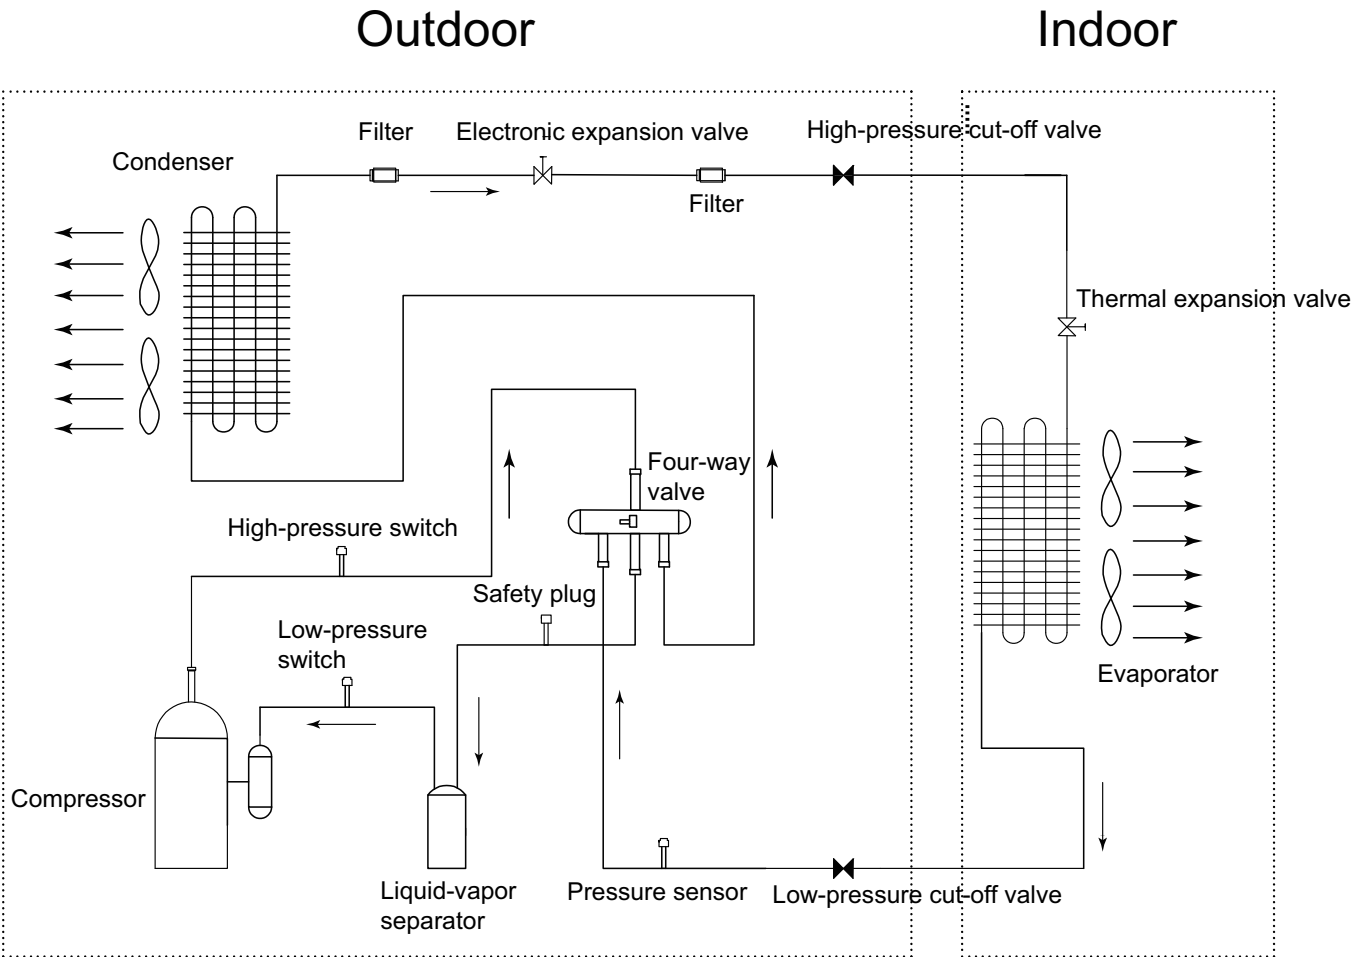 Outdoor
Indoor
Filter
Electronic expansion valve
High-pressure cut-off valve
Condenser
Filter
Thermal expansion valve
Four-way
valve
High-pressure switch
Safety plug
Low-pressure
switch
Evaporator
Compressor
Liquid-vapor
separator
Pressure sensor
Low-pressure cut-off valve